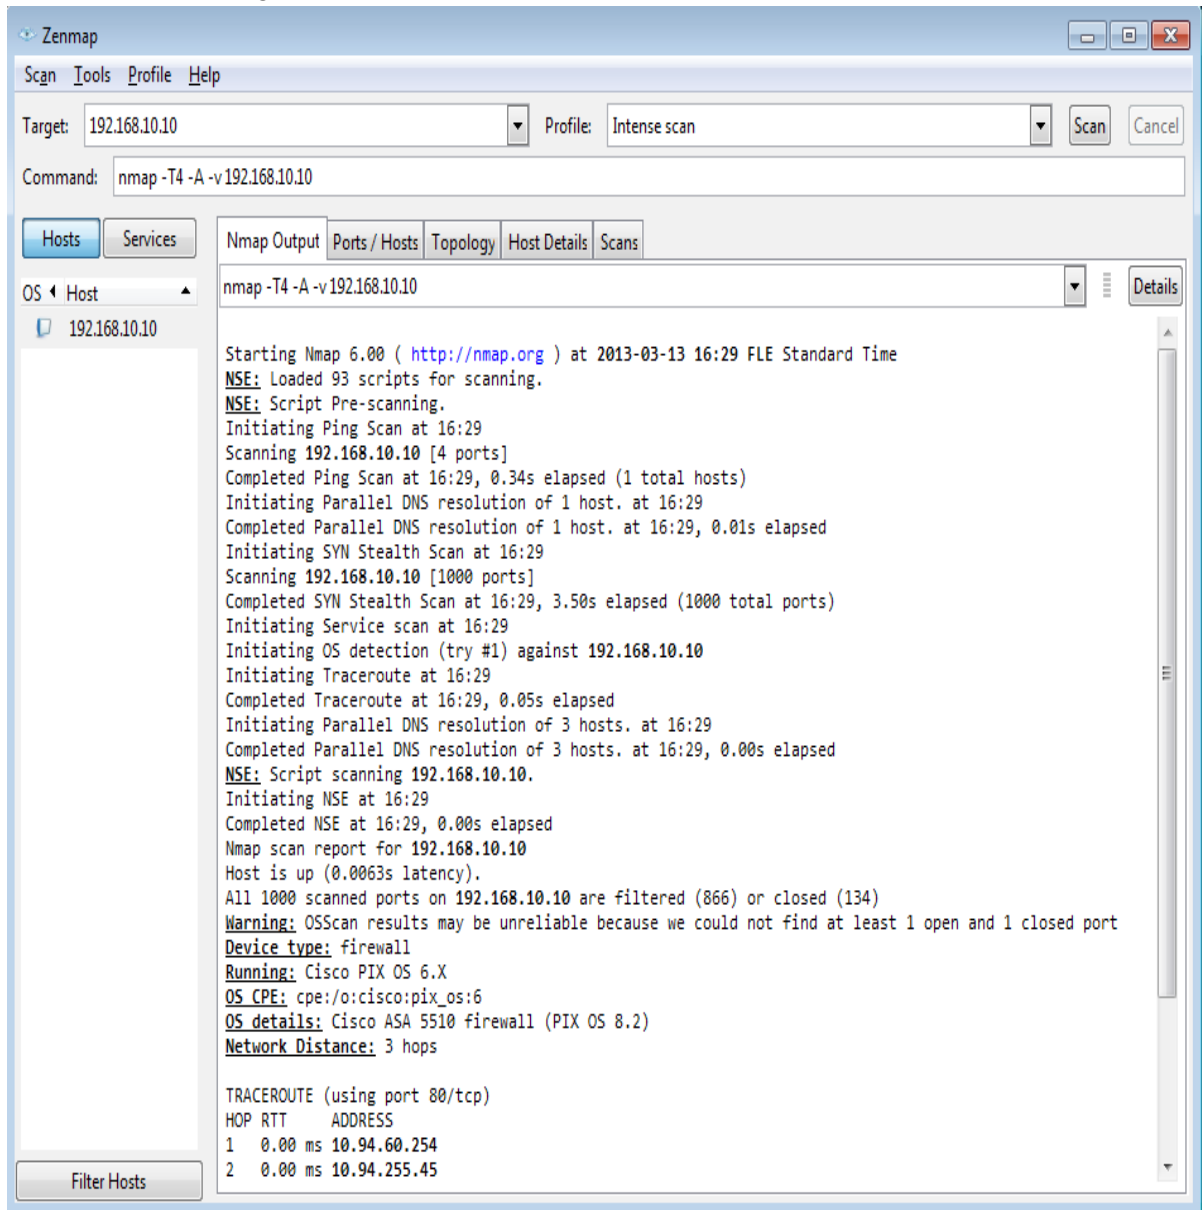 Zenmap
Scan Tools Profile Help
Target: 192.168.10.10 Profile: Intense scan Scan Cancel
Command: nmap -T4 -A -v 192.168.10.10
Hosts Services
Nmap Output Ports / Hosts Topology Host Details Scans
OS Host
192.168.10.10
nmap -T4 -A -v 192.168.10.10 Details
Starting Nmap 6.00 ( http://nmap.org ) at 2013-03-13 16:29 FLE Standard Time
NSE: Loaded 93 scripts for scanning.
NSE: Script Pre-scanning.
Initiating Ping Scan at 16:29
Scanning 192.168.10.10 [4 ports]
Completed Ping Scan at 16:29, 0.34s elapsed (1 total hosts)
Initiating Parallel DNS resolution of 1 host. at 16:29
Completed Parallel DNS resolution of 1 host. at 16:29, 0.01s elapsed
Initiating SYN Stealth Scan at 16:29
Scanning 192.168.10.10 [1000 ports]
Completed SYN Stealth Scan at 16:29, 3.50s elapsed (1000 total ports)
Initiating Service scan at 16:29
Initiating OS detection (try #1) against 192.168.10.10
Initiating Traceroute at 16:29
Completed Traceroute at 16:29, 0.05s elapsed
Initiating Parallel DNS resolution of 3 hosts. at 16:29
Completed Parallel DNS resolution of 3 hosts. at 16:29, 0.00s elapsed
NSE: Script scanning 192.168.10.10.
Initiating NSE at 16:29
Completed NSE at 16:29, 0.00s elapsed
Nmap scan report for 192.168.10.10
Host is up (0.0063s latency).
All 1000 scanned ports on 192.168.10.10 are filtered (866) or closed (134)
Warning: OSScan results may be unreliable because we could not find at least 1 open and 1 closed port
Device type: firewall
Running: Cisco PIX OS 6.X
OS CPE: cpe:/o:cisco:pix_os:6
OS details: Cisco ASA 5510 firewall (PIX OS 8.2)
Network Distance: 3 hops
TRACEROUTE (using port 80/tcp)
HOP RTT ADDRESS
1 0.00 ms 10.94.60.254
2 0.00 ms 10.94.255.45
Filter Hosts